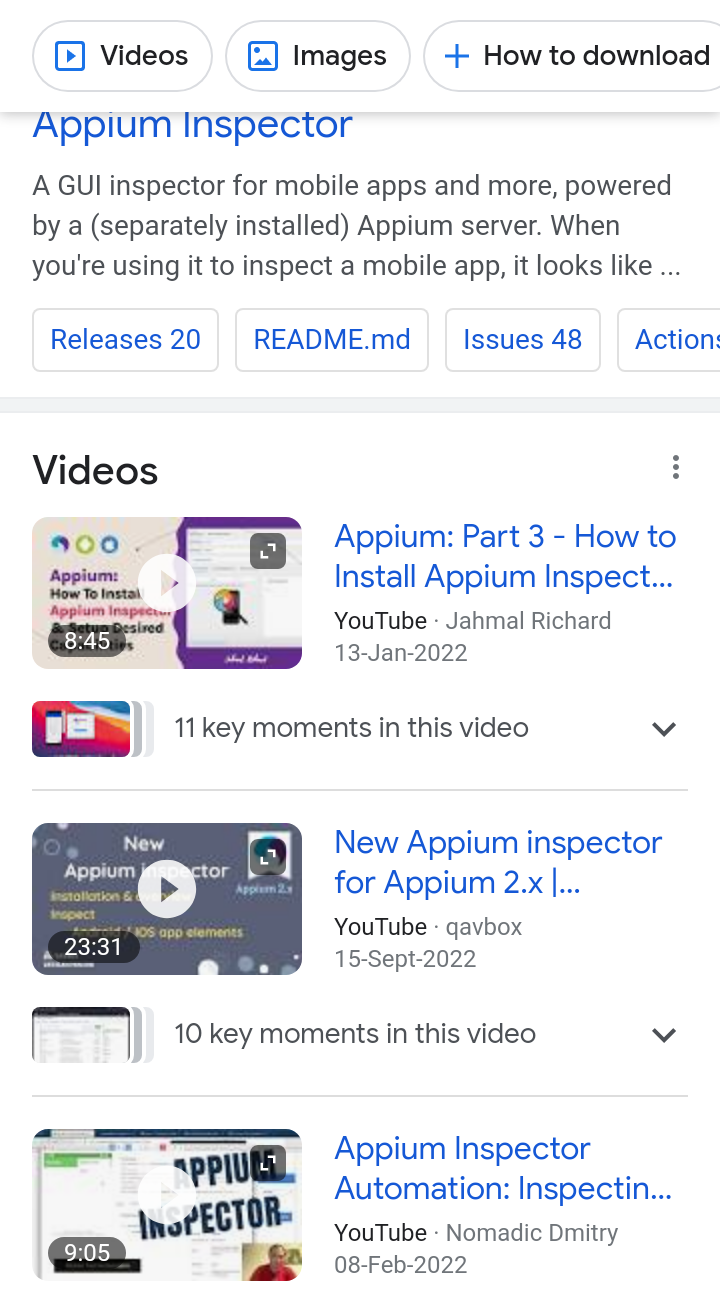 Videos
Images
How to download
Appium Inspector
A GUI inspector for mobile apps and more, powered
by a (separately installed) Appium server. When
you're using it to inspect a mobile app, it looks like ...
Releases 20
README.md
Issues 48
Actions
Videos
Appium:
How To Install
Appium Inspector
& Setup Desired
8:45
Appium: Part 3 - How to
Install Appium Inspect...
YouTube · Jahmal Richard
13-Jan-2022
11 key moments in this video
New
Appium inspector
Appium 2.x
Installation & overview
Inspect
Android / IOS app elements
23:31
New Appium inspector
for Appium 2.x |...
YouTube · qavbox
15-Sept-2022
10 key moments in this video
APPIUM
INSPECTOR
9:05
Appium Inspector
Automation: Inspectin...
YouTube · Nomadic Dmitry
08-Feb-2022